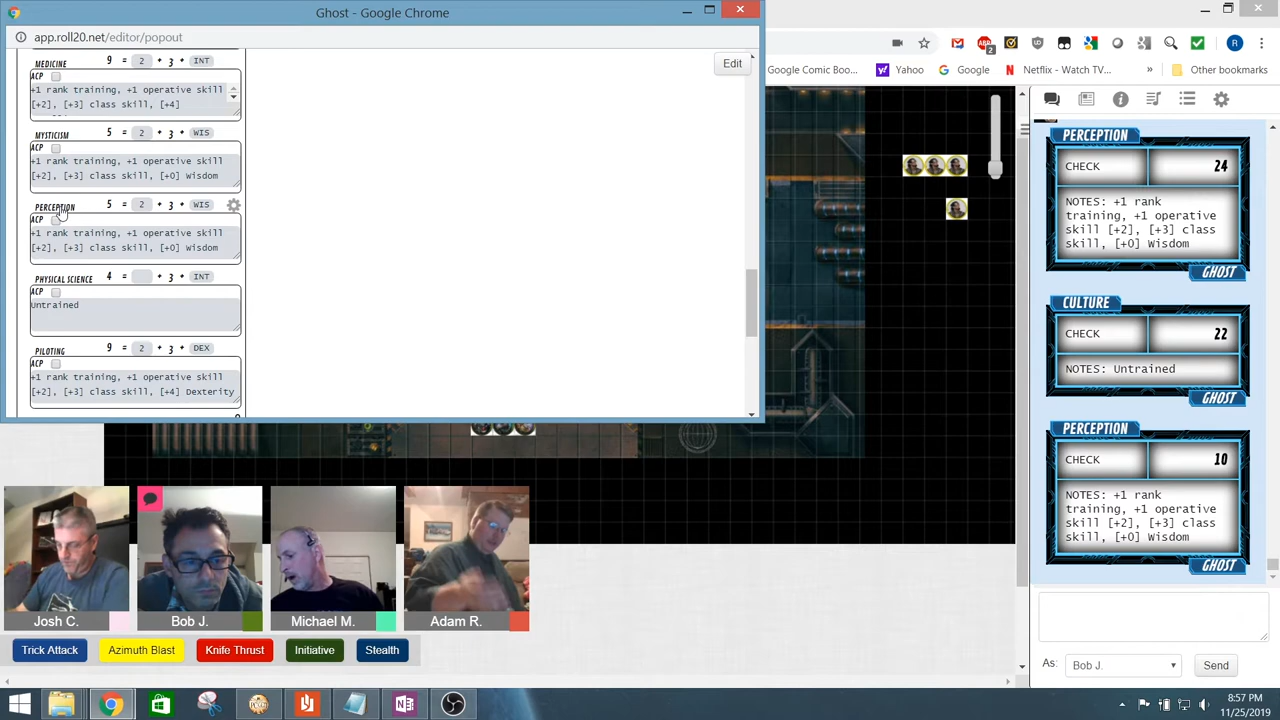 Ghost - Google Chrome
app.roll20.net/editor/popout
Edit
MEDICINE 9 = 2 + 3 + INT
ACP
+1 rank training, +1 operative skill
[+2], [+3] class skill, [+4]
MYSTICISM 5 = 2 + 3 + WIS
ACP
+1 rank training, +1 operative skill
[+2], [+3] class skill, [+0] Wisdom
PERCEPTION 5 2 3 WIS
ACP
+1 rank training, +1 operative skill
[+2], [+3] class skill, [+0] Wisdom
PHYSICAL SCIENCE 4 = 1 + 3 + INT
ACP
Untrained
PILOTING 9 = 2 + 3 + DEX
ACP
+1 rank training, +1 operative skill
[+2], [+3] class skill, [+4] Dexterity
Google Comic Boo...
Yahoo
Google
Netflix - Watch TV...
»
Other bookmarks
PERCEPTION
CHECK 24
NOTES: +1 rank
training, +1 operative
skill [+2], [+3] class
skill, [+0] Wisdom
GHOST
CULTURE
CHECK 22
NOTES: Untrained
GHOST
PERCEPTION
CHECK 10
NOTES: +1 rank
training, +1 operative
skill [+2], [+3] class
skill, [+0] Wisdom
GHOST
Josh C.
Bob J.
Michael M.
Adam R.
Trick Attack
Azimuth Blast
Knife Thrust
Initiative
Stealth
As: Bob J. Send
8:57 PM
11/25/2019